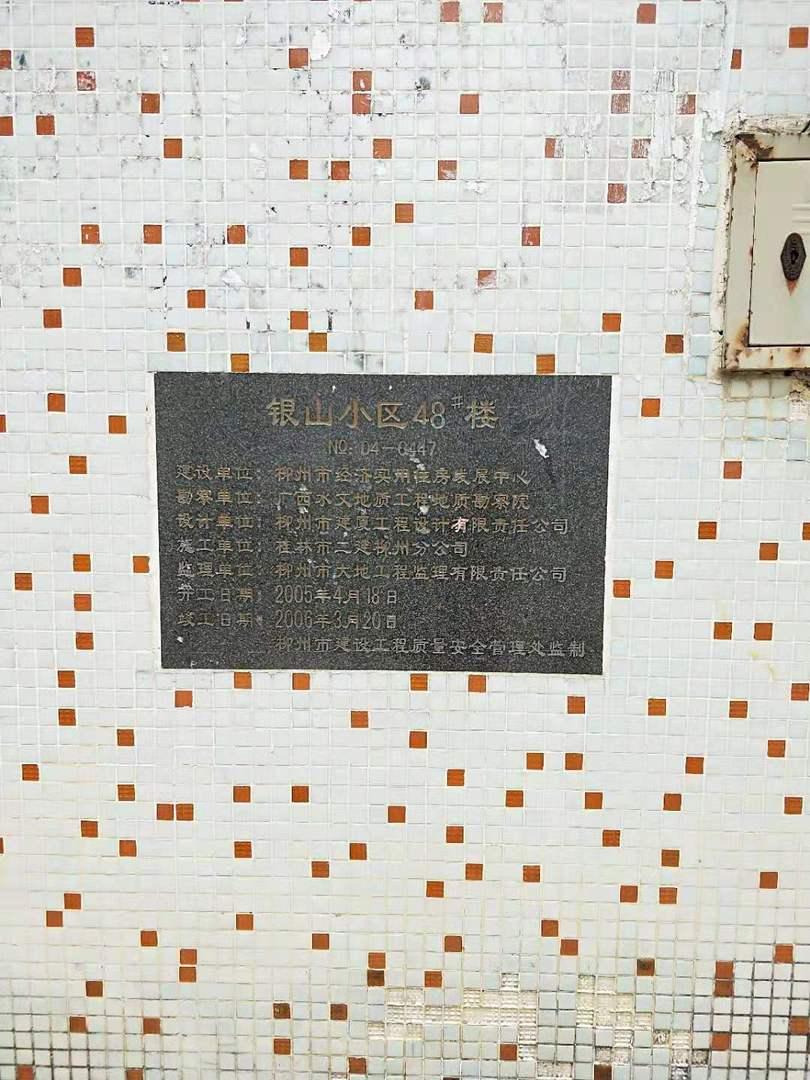 银山小区48#楼
No: 04-0447
建设单位：柳州市经济实用住房发展中心
勘察单位：广西水文地质工程地质勘察院
设计单位：柳州市建厦工程设计有限责任公司
施工单位：桂林市二建柳州分公司
监理单位：柳州市大地工程监理有限责任公司
开工日期：2005年4月18日
竣工日期：2006年3月20日
柳州市建设工程质量安全管理处监制